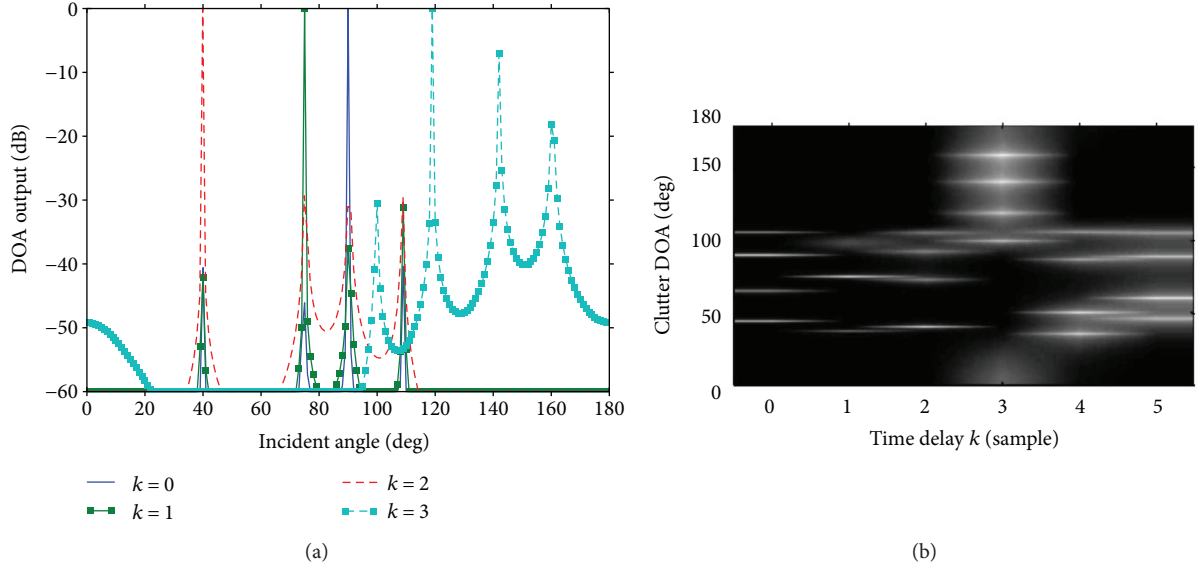 0
−10
−20
−30
−40
−50
−60
DOA output (dB)
0 20 40 60 80 100 120 140 160 180
Incident angle (deg)
k = 0
k = 2
k = 1
k = 3
(a)
180
150
100
50
0
Clutter DOA (deg)
0 1 2 3 4 5
Time delay k (sample)
(b)